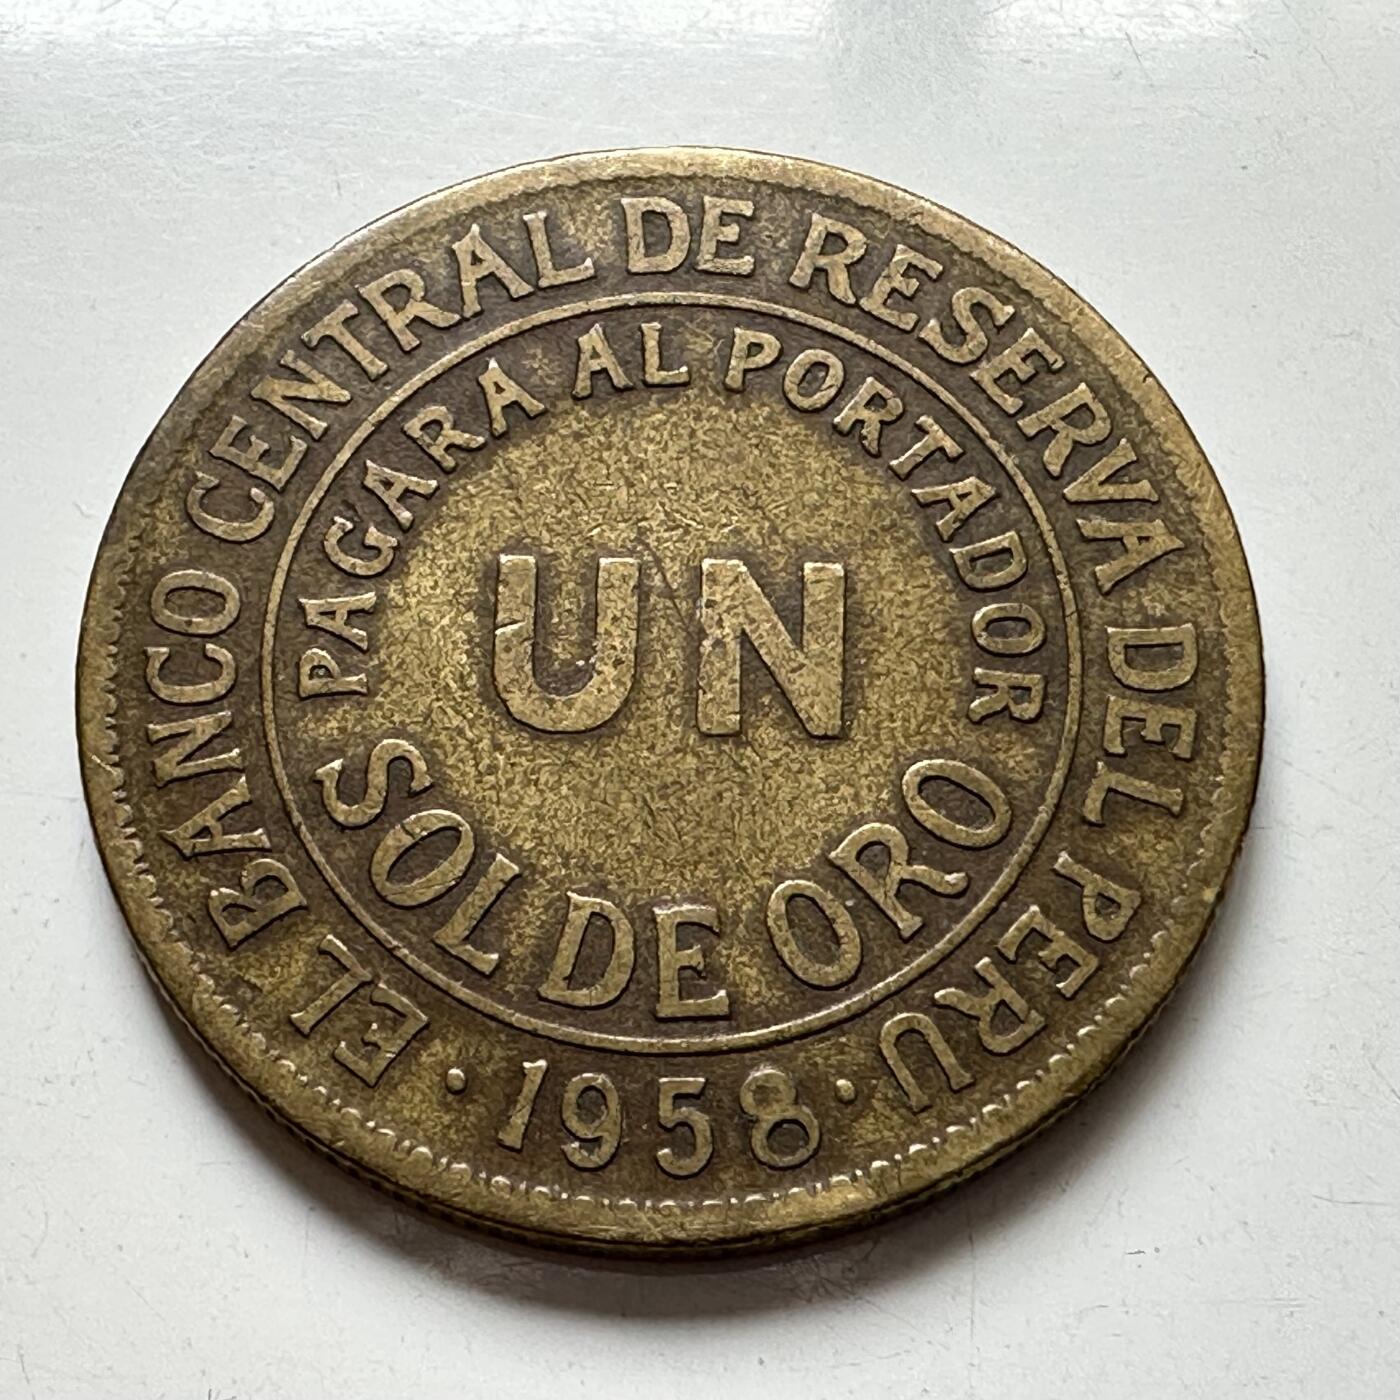 EL BANCO CENTRAL DE RESERVA DEL PERU
PAGARA AL PORTADOR
UN
SOL DE ORO
· 1958 ·